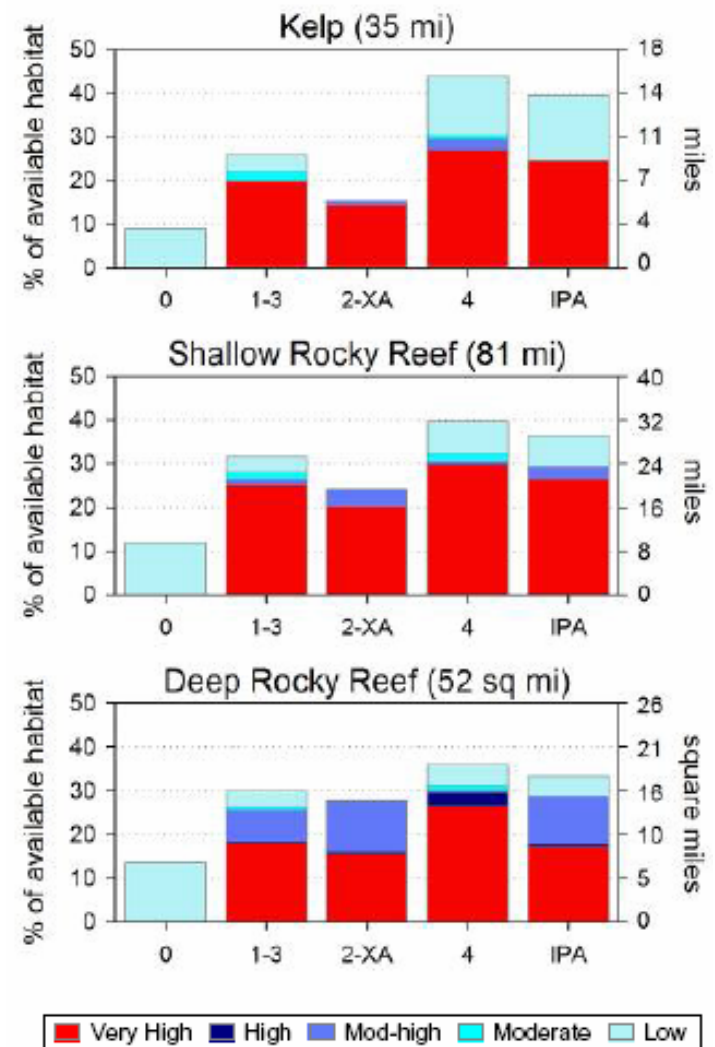 Kelp (35 mi)
% of available habitat
50
40
30
20
10
0
18
14
11
7
4
0
miles
0 1-3 2-XA 4 IPA
Shallow Rocky Reef (81 mi)
% of available habitat
50
40
30
20
10
0
40
32
24
16
8
0
miles
0 1-3 2-XA 4 IPA
Deep Rocky Reef (52 sq mi)
% of available habitat
50
40
30
20
10
0
26
21
16
10
5
0
square miles
0 1-3 2-XA 4 IPA
Very High High Mod-high Moderate Low